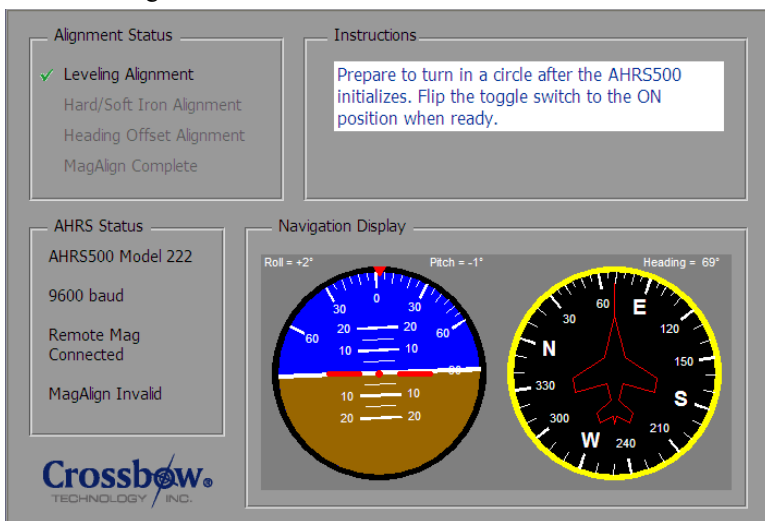 Alignment Status
Leveling Alignment
Hard/Soft Iron Alignment
Heading Offset Alignment
MagAlign Complete
Instructions
Prepare to turn in a circle after the AHRS500
initializes. Flip the toggle switch to the ON
position when ready.
AHRS Status
AHRS500 Model 222
9600 baud
Remote Mag
Connected
MagAlign Invalid
Navigation Display
Roll = +2° Pitch = -1° Heading = 69°
30 0 30
60 20 20 60
10 10
10 10
20 20
N 30 60 E 120 150 S 210 240 W 300 330
Crossbow®
TECHNOLOGY INC.